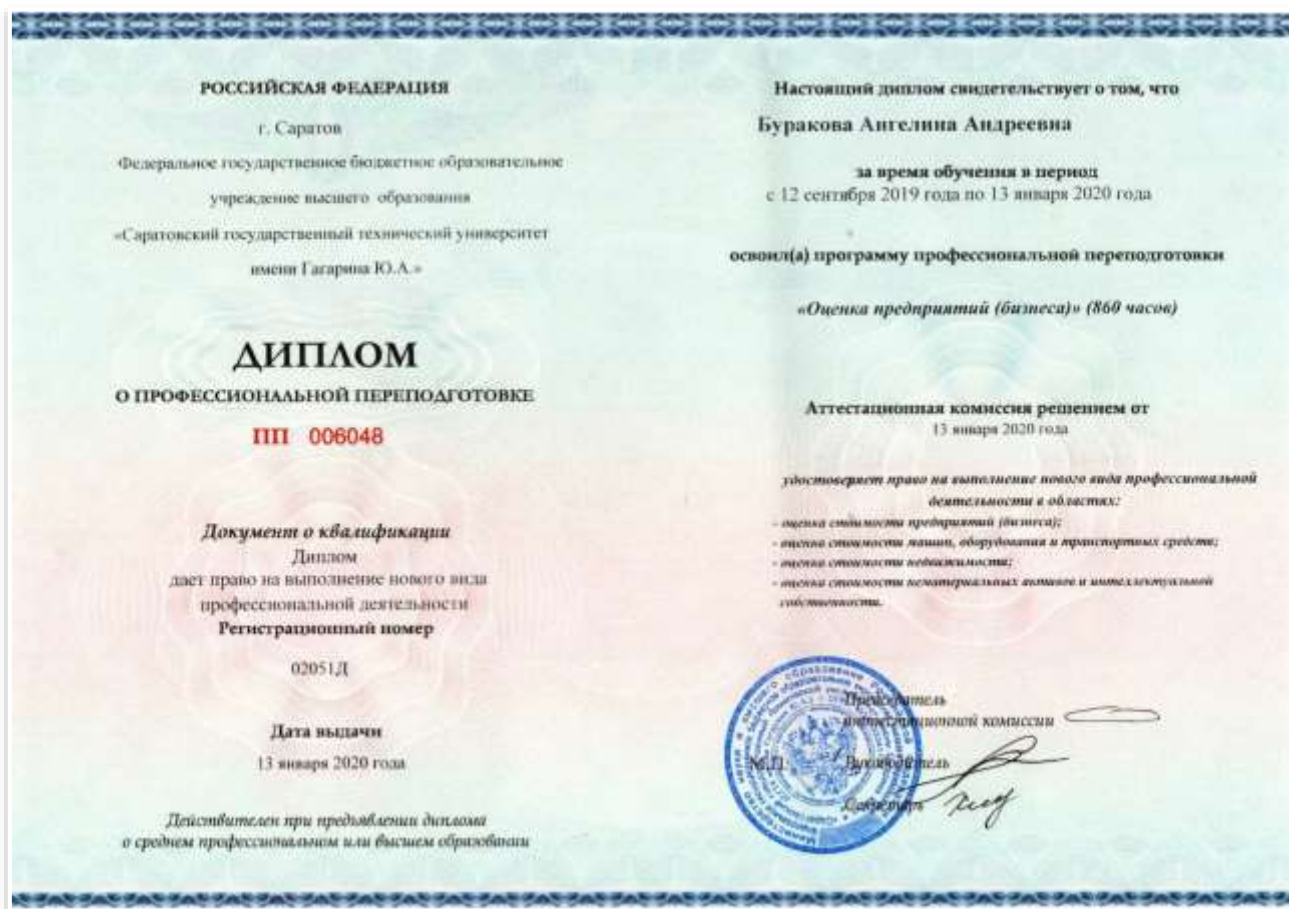 РОССИЙСКАЯ ФЕДЕРАЦИЯ
г. Саратов
Федеральное государственное бюджетное образовательное
учреждение высшего образования
«Саратовский государственный технический университет
имени Гагарина Ю.А.»
ДИПЛОМ
О ПРОФЕССИОНАЛЬНОЙ ПЕРЕПОДГОТОВКЕ
ПП 006048
Документ о квалификации
Диплом
дает право на выполнение нового вида
профессиональной деятельности
Регистрационный номер
02051Д
Дата выдачи
13 января 2020 года
Действителен при предъявлении диплома
о среднем профессиональном или высшем образовании
Настоящий диплом свидетельствует о том, что
Буракова Ангелина Андреевна
за время обучения в период
с 12 сентября 2019 года по 13 января 2020 года
освоил(а) программу профессиональной переподготовки
«Оценка предприятий (бизнеса)» (860 часов)
Аттестационная комиссия решением от
13 января 2020 года
удостоверяет право на выполнение нового вида профессиональной
деятельности в областях:
- оценка стоимости предприятий (бизнеса);
- оценка стоимости машин, оборудования и транспортных средств;
- оценка стоимости недвижимости;
- оценка стоимости нематериальных активов и интеллектуальной
собственности.
Председатель
аттестационной комиссии
М.П.
Руководитель
Секретарь